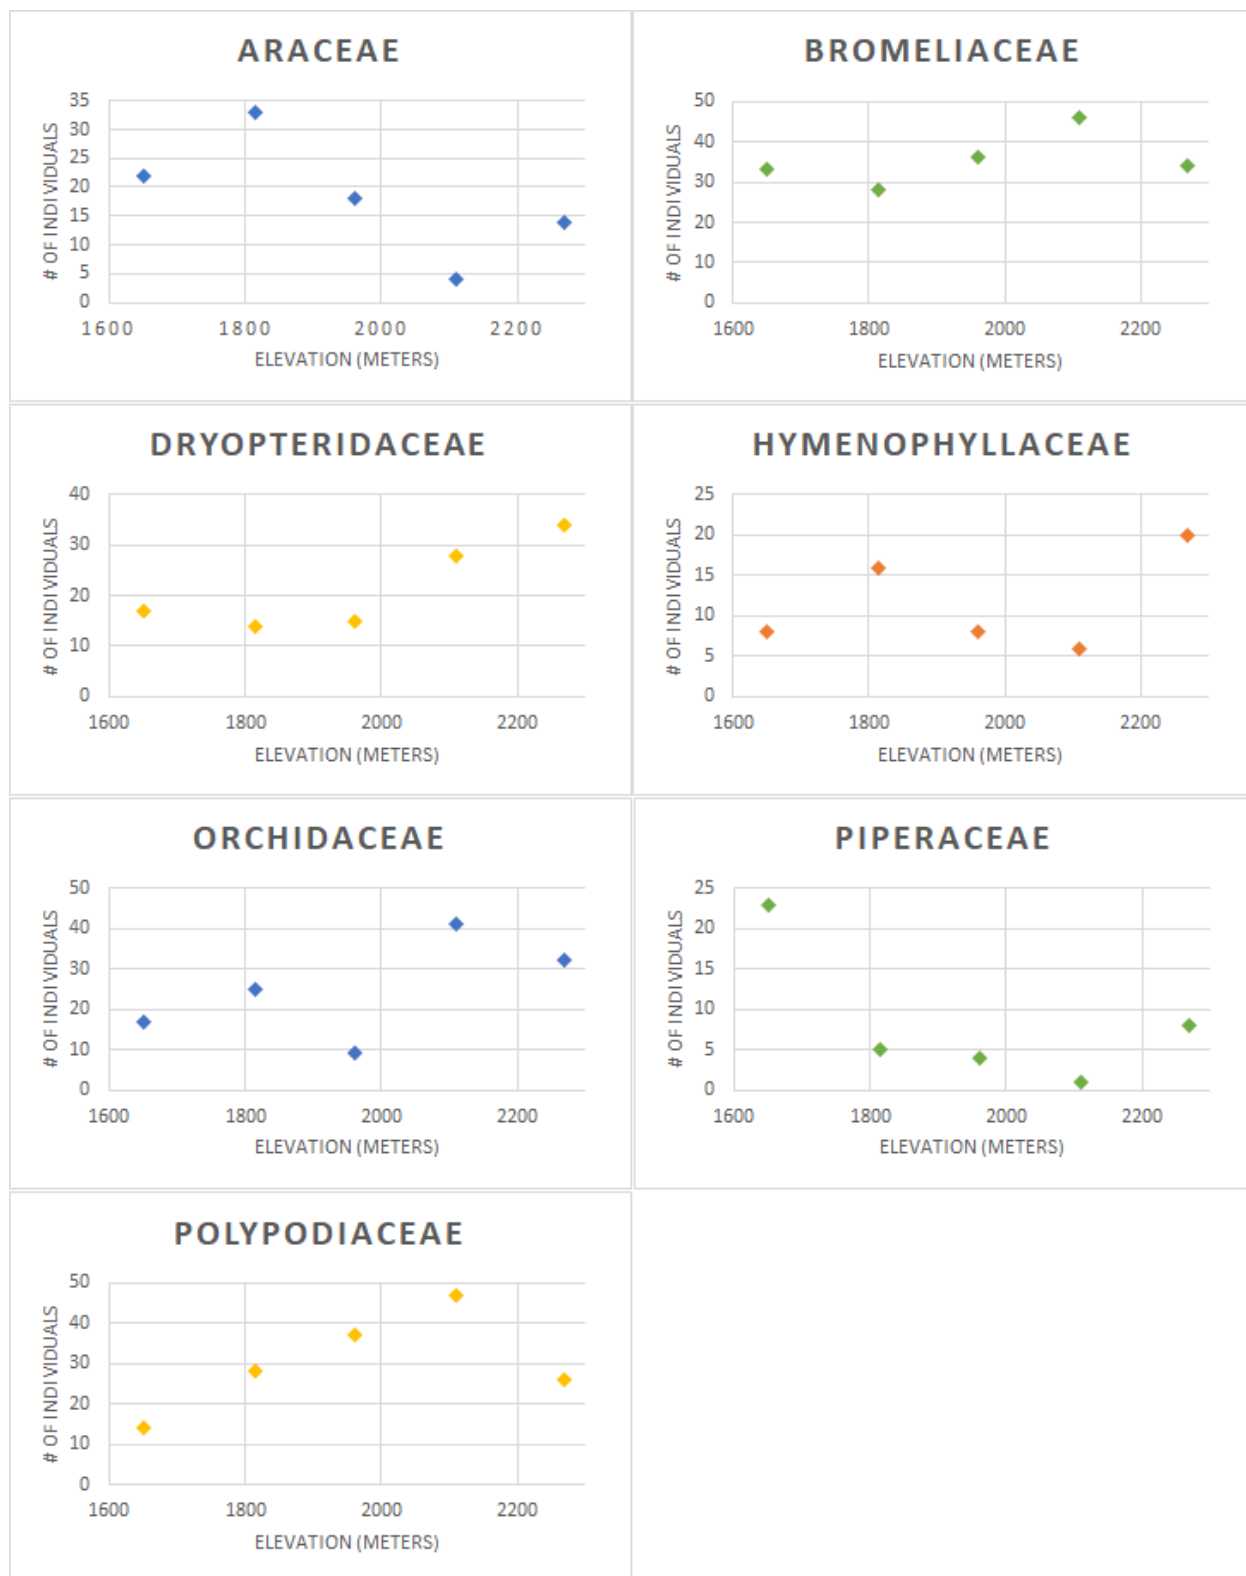 ARACEAE
# OF INDIVIDUALS
35
30
25
20
15
10
5
0
1600 1800 2000 2200
ELEVATION (METERS)
BROMELIACEAE
# OF INDIVIDUALS
50
40
30
20
10
0
1600 1800 2000 2200
ELEVATION (METERS)
DRYOPTERIDACEAE
# OF INDIVIDUALS
40
30
20
10
0
1600 1800 2000 2200
ELEVATION (METERS)
HYMENOPHYLLACEAE
# OF INDIVIDUALS
25
20
15
10
5
0
1600 1800 2000 2200
ELEVATION (METERS)
ORCHIDACEAE
# OF INDIVIDUALS
50
40
30
20
10
0
1600 1800 2000 2200
ELEVATION (METERS)
PIPERACEAE
# OF INDIVIDUALS
25
20
15
10
5
0
1600 1800 2000 2200
ELEVATION (METERS)
POLYPODIACEAE
# OF INDIVIDUALS
50
40
30
20
10
0
1600 1800 2000 2200
ELEVATION (METERS)